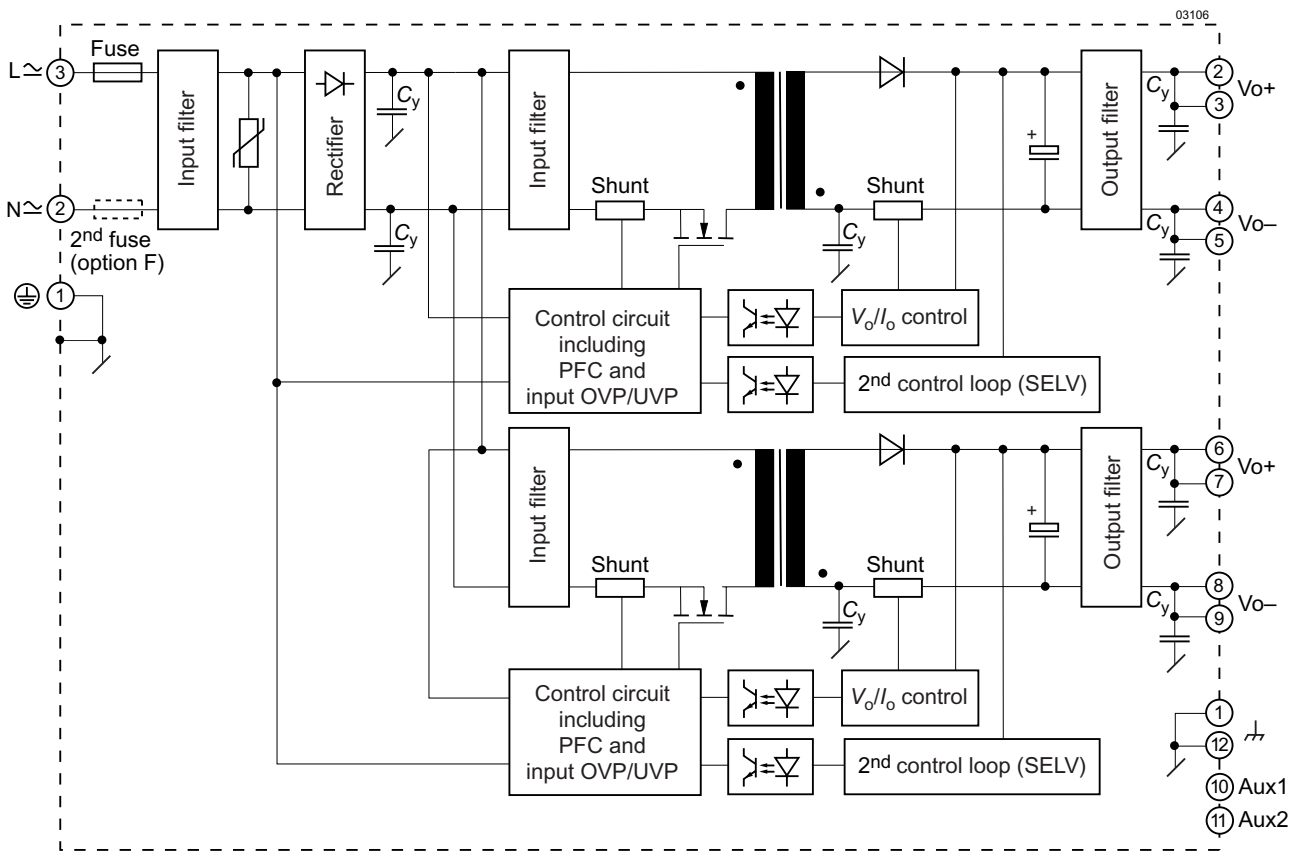 03106
Fuse
L≃ 3
Input filter
Rectifier
Cy
Input filter
Cy
2
3
Vo+
+
Output filter
Shunt
Shunt
N≃ 2
2nd fuse
(option F)
Cy
Cy
Cy
4
5
Vo–
1
Control circuit
including
PFC and
input OVP/UVP
Vo/Io control
2nd control loop (SELV)
Input filter
Cy
6
7
Vo+
+
Output filter
Shunt
Shunt
Cy
Cy
8
9
Vo–
Control circuit
including
PFC and
input OVP/UVP
Vo/Io control
2nd control loop (SELV)
1
12
10 Aux1
11 Aux2